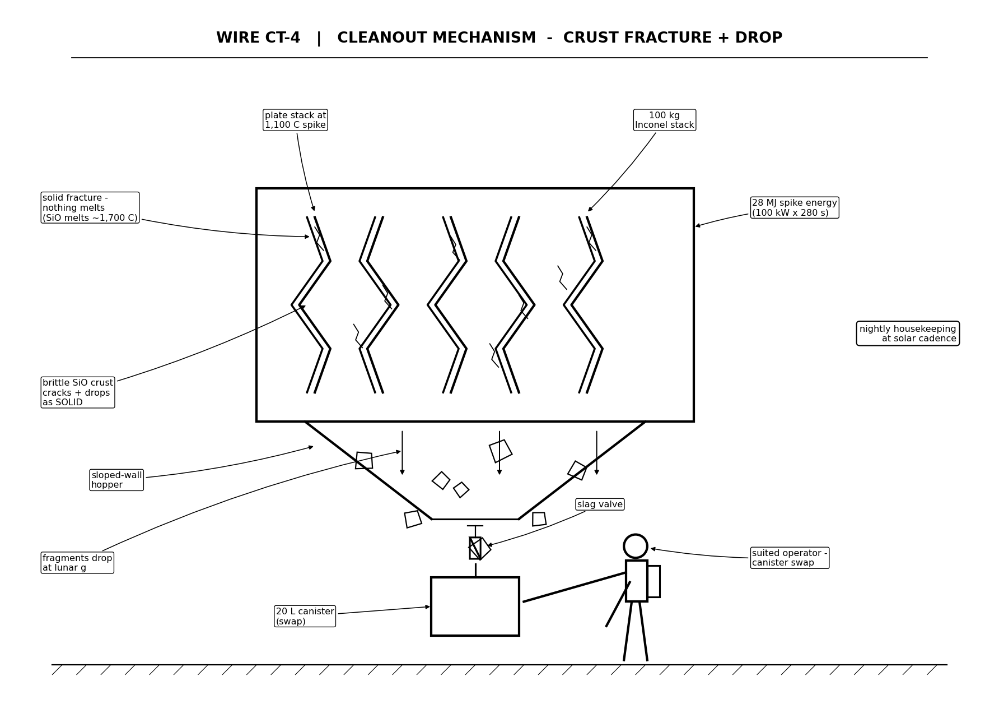 WIRE CT-4 | CLEANOUT MECHANISM - CRUST FRACTURE + DROP
plate stack at
1,100 C spike
100 kg
Inconel stack
solid fracture -
nothing melts
(SiO melts ~1,700 C)
28 MJ spike energy
(100 kW x 280 s)
nightly housekeeping
at solar cadence
brittle SiO crust
cracks + drops
as SOLID
sloped-wall
hopper
slag valve
fragments drop
at lunar g
suited operator -
canister swap
20 L canister
(swap)